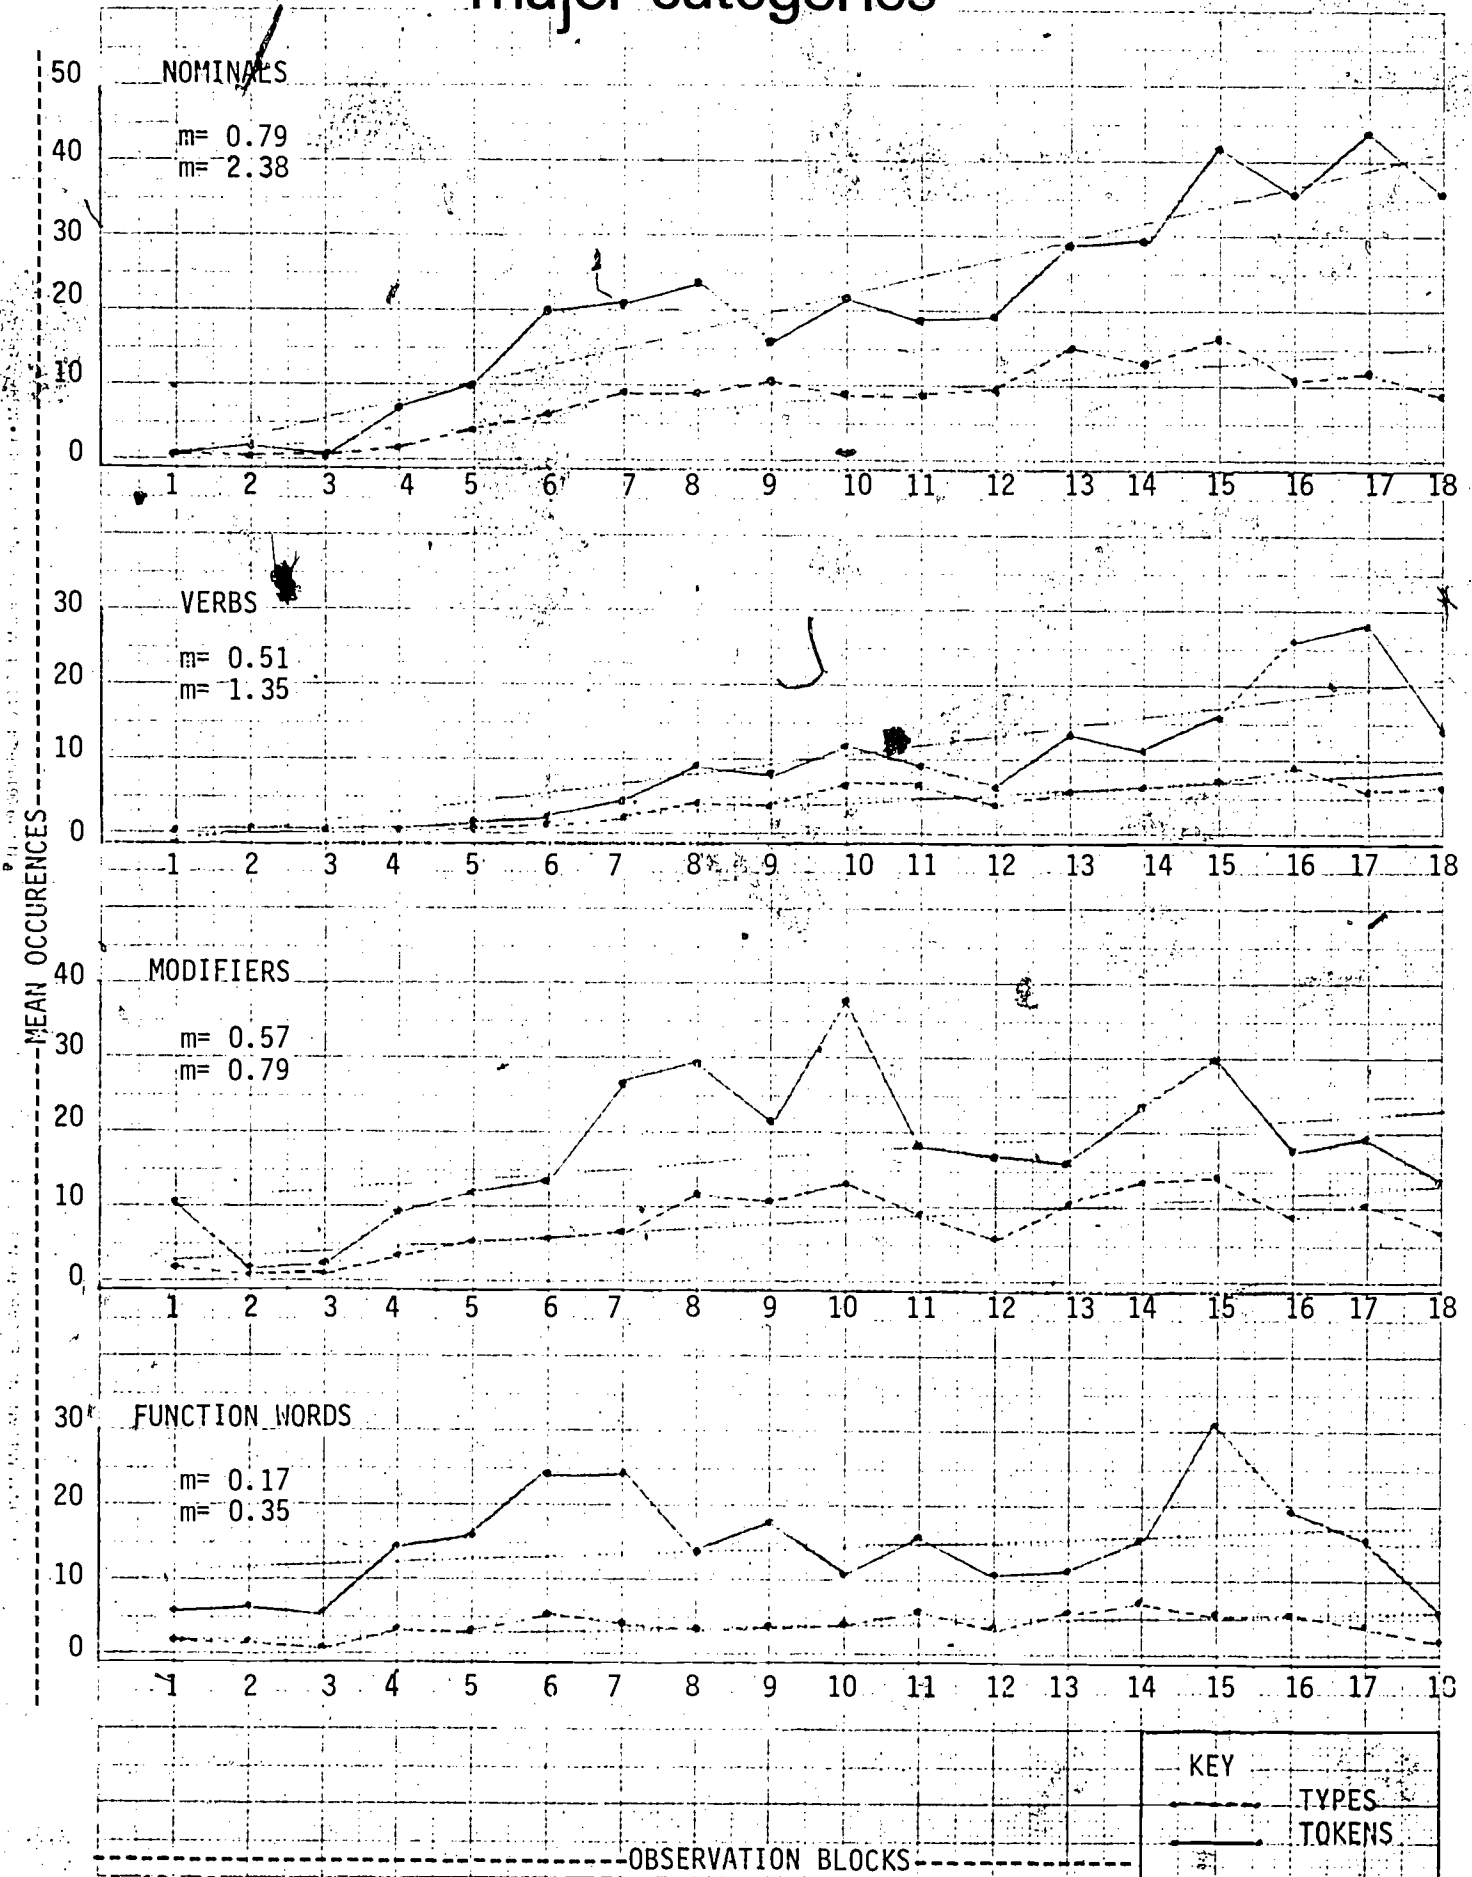 major categories
50 NOMINALS
m= 0.79
40 m= 2.38
30
20
10
0
1 2 3 4 5 6 7 8 9 10 11 12 13 14 15 16 17 18
30 VERBS
m= 0.51
20 m= 1.35
10
0
1 2 3 4 5 6 7 8 9 10 11 12 13 14 15 16 17 18
MEAN OCCURENCES
40 MODIFIERS
m= 0.57
30 m= 0.79
20
10
0
1 2 3 4 5 6 7 8 9 10 11 12 13 14 15 16 17 18
30 FUNCTION WORDS
m= 0.17
20 m= 0.35
10
0
1 2 3 4 5 6 7 8 9 10 11 12 13 14 15 16 17 18
KEY
TYPES
TOKENS
OBSERVATION BLOCKS